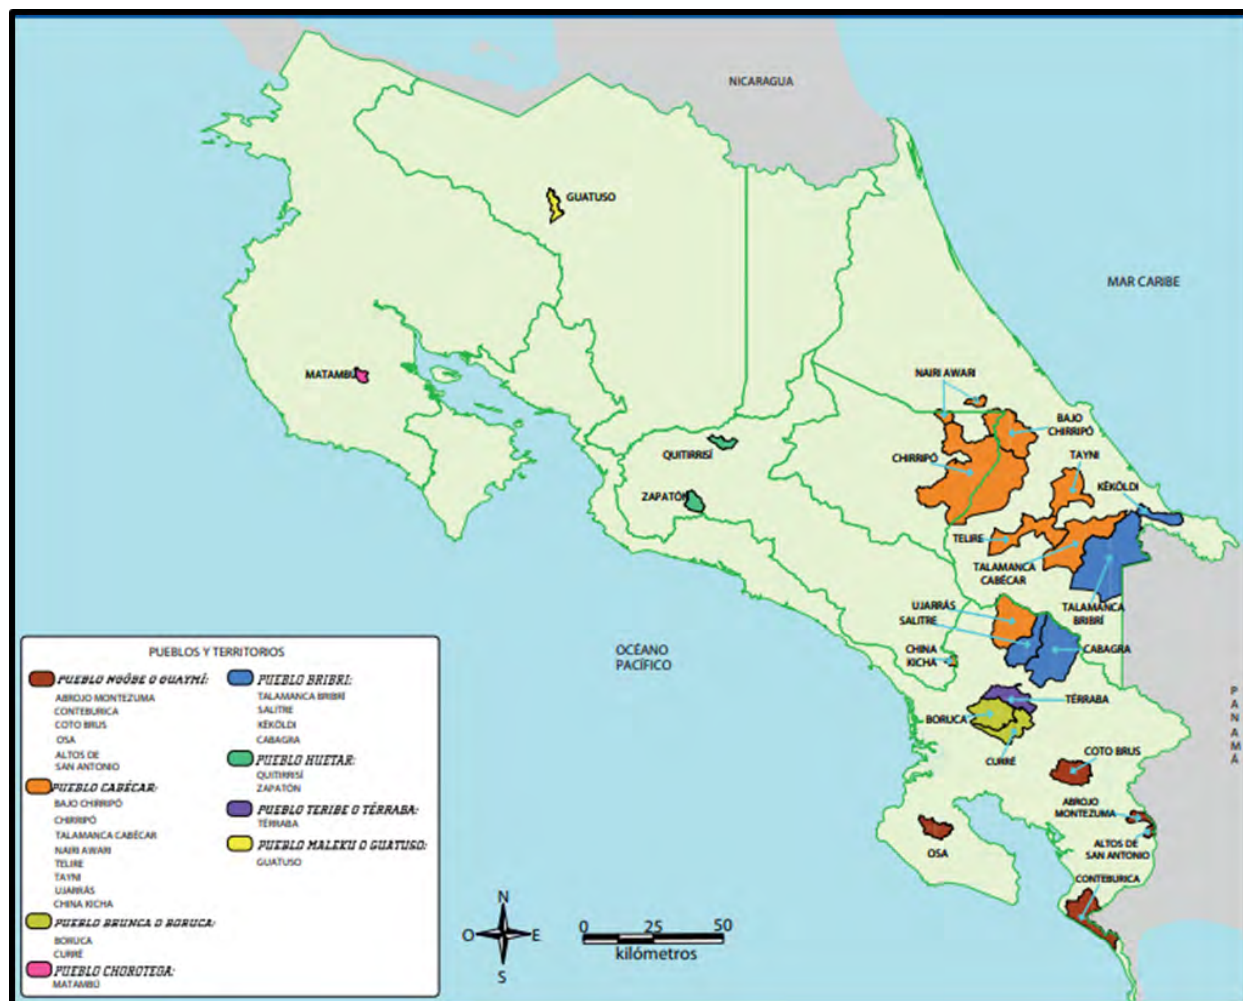 NICARAGUA
MAR CARIBE
GUATUSO
MATAMBÚ
NAIRI AWARI
BAJO
CHIRRIPÓ
QUITIRRISÍ
CHIRRIPÓ
TAYNI
KÉKÖLDI
ZAPATÓN
TELIRE
TALAMANCA
CABÉCAR
TALAMANCA
BRIBRÍ
UJARRÁS
SALITRE
CHINA
KICHA
CABAGRA
OCÉANO
PACÍFICO
TÉRRABA
BORUCA
CURRÉ
COTO BRUS
ABROJO
MONTEZUMA
ALTOS DE
SAN ANTONIO
OSA
CONTEBURICA
PANAMÁ
PUEBLOS Y TERRITORIOS
PUEBLO NGÖBE O GUAYMÍ:
ABROJO MONTEZUMA
CONTEBURICA
COTO BRUS
OSA
ALTOS DE
SAN ANTONIO
PUEBLO CABÉCAR:
BAJO CHIRRIPÓ
CHIRRIPÓ
TALAMANCA CABÉCAR
NAIRI AWARI
TELIRE
TAYNI
UJARRÁS
CHINA KICHA
PUEBLO BRUNCA O BORUCA:
BORUCA
CURRÉ
PUEBLO CHOROTEGA:
MATAMBÚ
PUEBLO BRIBRI:
TALAMANCA BRIBRÍ
SALITRE
KÉKÖLDI
CABAGRA
PUEBLO HUETAR:
QUITIRRISÍ
ZAPATÓN
PUEBLO TERIBE O TÉRRABA:
TÉRRABA
PUEBLO MALEKU O GUATUSO:
GUATUSO
N
O E
S
0 25 50
kilómetros